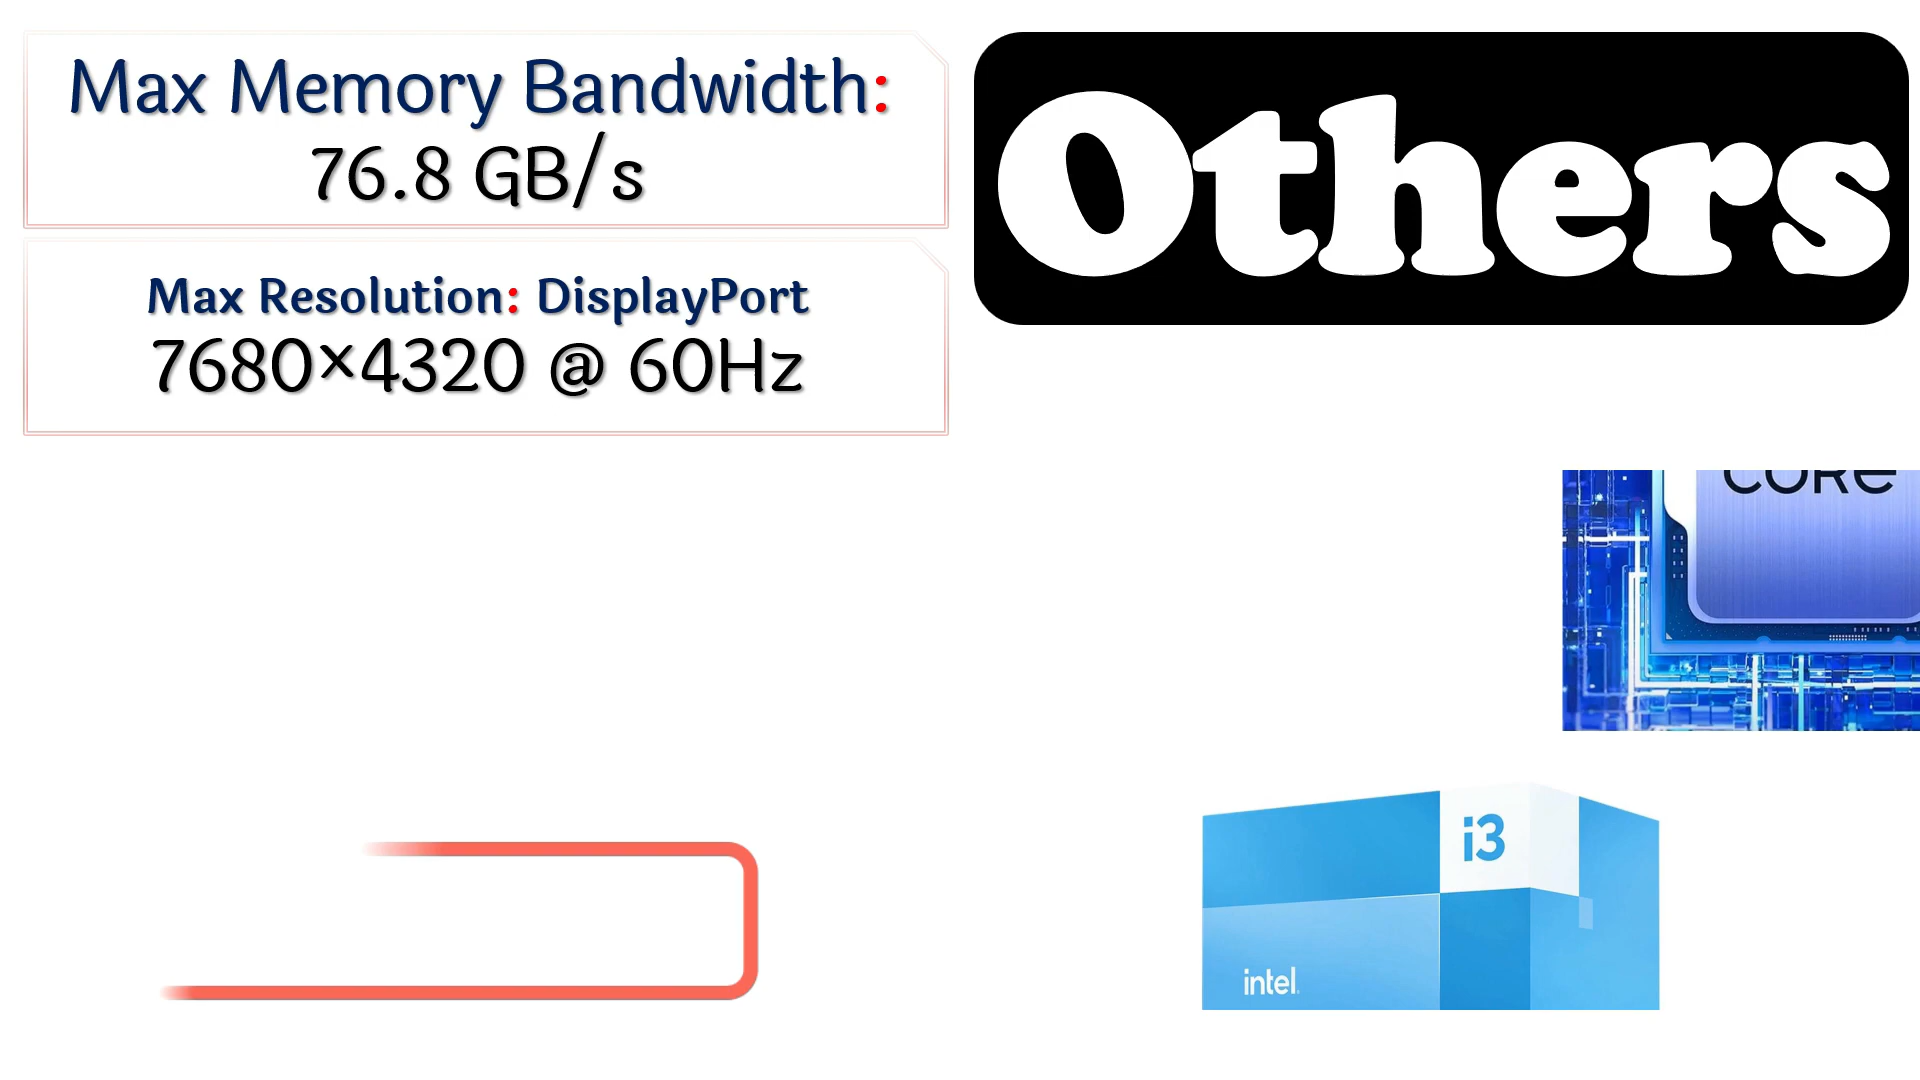 Max Memory Bandwidth:
76.8 GB/s
Max Resolution: DisplayPort
7680×4320 @ 60Hz
Others
CORE
i3
intel.